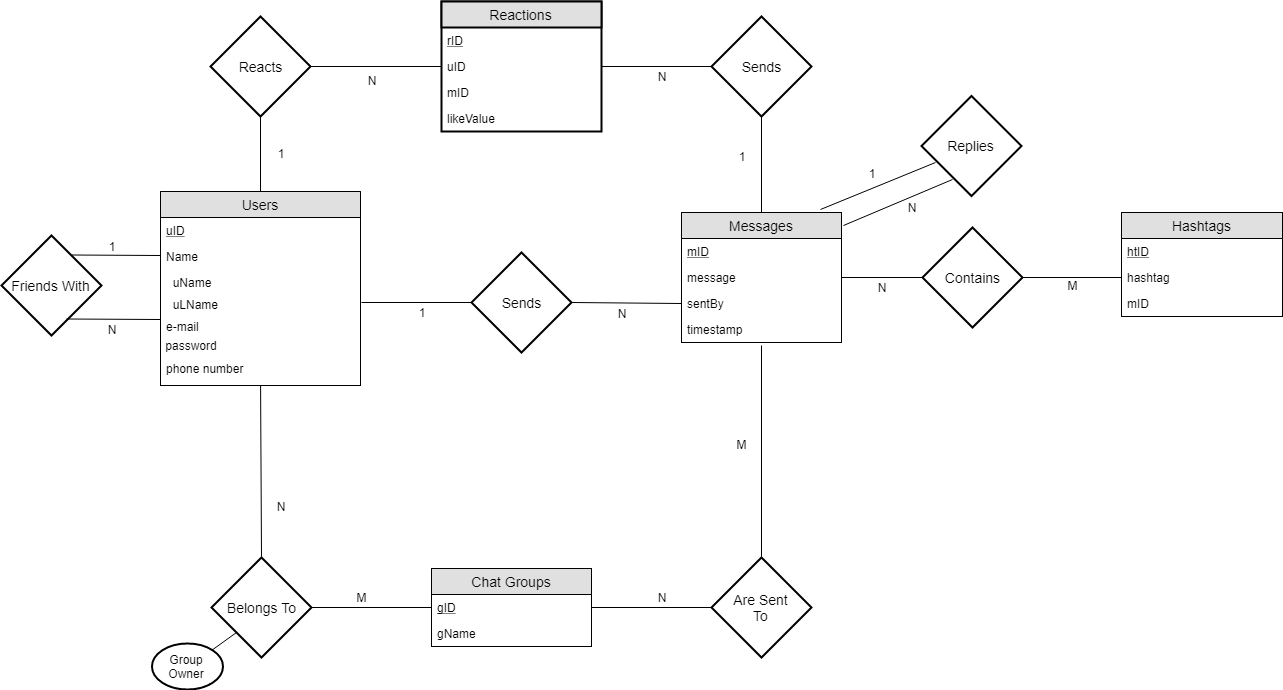 Reactions
rID
uID
mID
likeValue
Reacts
N
N
Sends
1
1
Replies
1
N
Users
uID
Name
uName
uLName
e-mail
password
phone number
Friends With
1
N
1
Sends
N
Messages
mID
message
sentBy
timestamp
N
Contains
M
Hashtags
htID
hashtag
mID
M
N
Belongs To
M
Chat Groups
gID
gName
N
Are Sent
To
Group
Owner